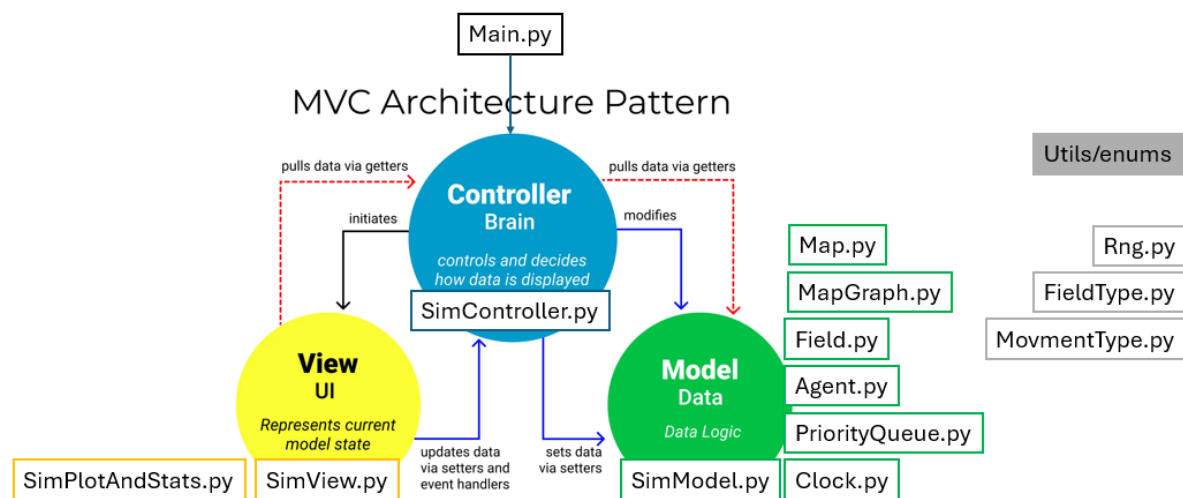 Main.py
MVC Architecture Pattern
Utils/enums
pulls data via getters
pulls data via getters
Controller
Brain
controls and decides
how data is displayed
SimController.py
initiates
modifies
Map.py
MapGraph.py
Field.py
Agent.py
PriorityQueue.py
Clock.py
Rng.py
FieldType.py
MovmentType.py
View
UI
Represents current
model state
SimPlotAndStats.py
SimView.py
updates data
via setters and
event handlers
sets data
via setters
Model
Data
Data Logic
SimModel.py